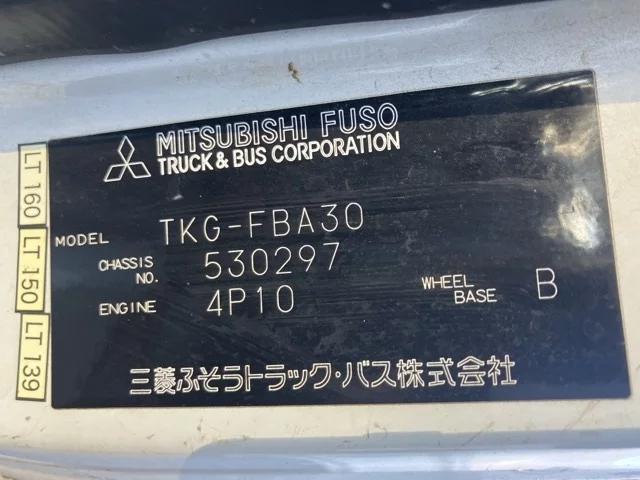 MITSUBISHI FUSO
TRUCK & BUS CORPORATION
MODEL TKG-FBA30
CHASSIS NO. 530297
ENGINE 4P10 WHEEL BASE B
三菱ふそうトラック・バス株式会社
LT 160
LT 150
LT 139